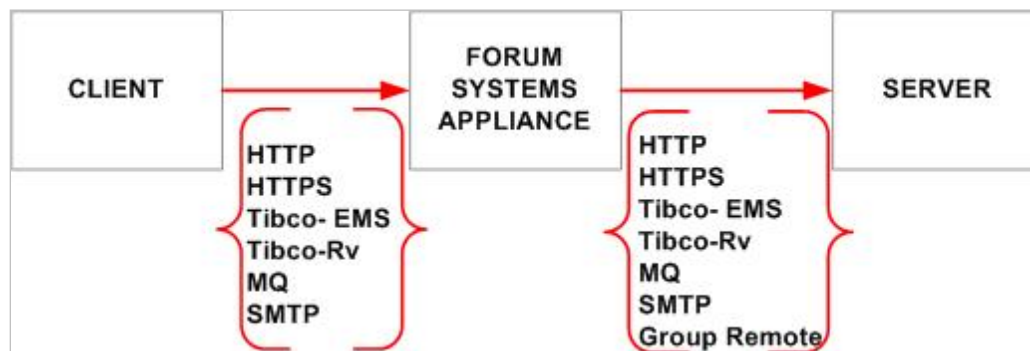 CLIENT
FORUM
SYSTEMS
APPLIANCE
SERVER
HTTP
HTTPS
Tibco- EMS
Tibco-Rv
MQ
SMTP
HTTP
HTTPS
Tibco- EMS
Tibco-Rv
MQ
SMTP
Group Remote